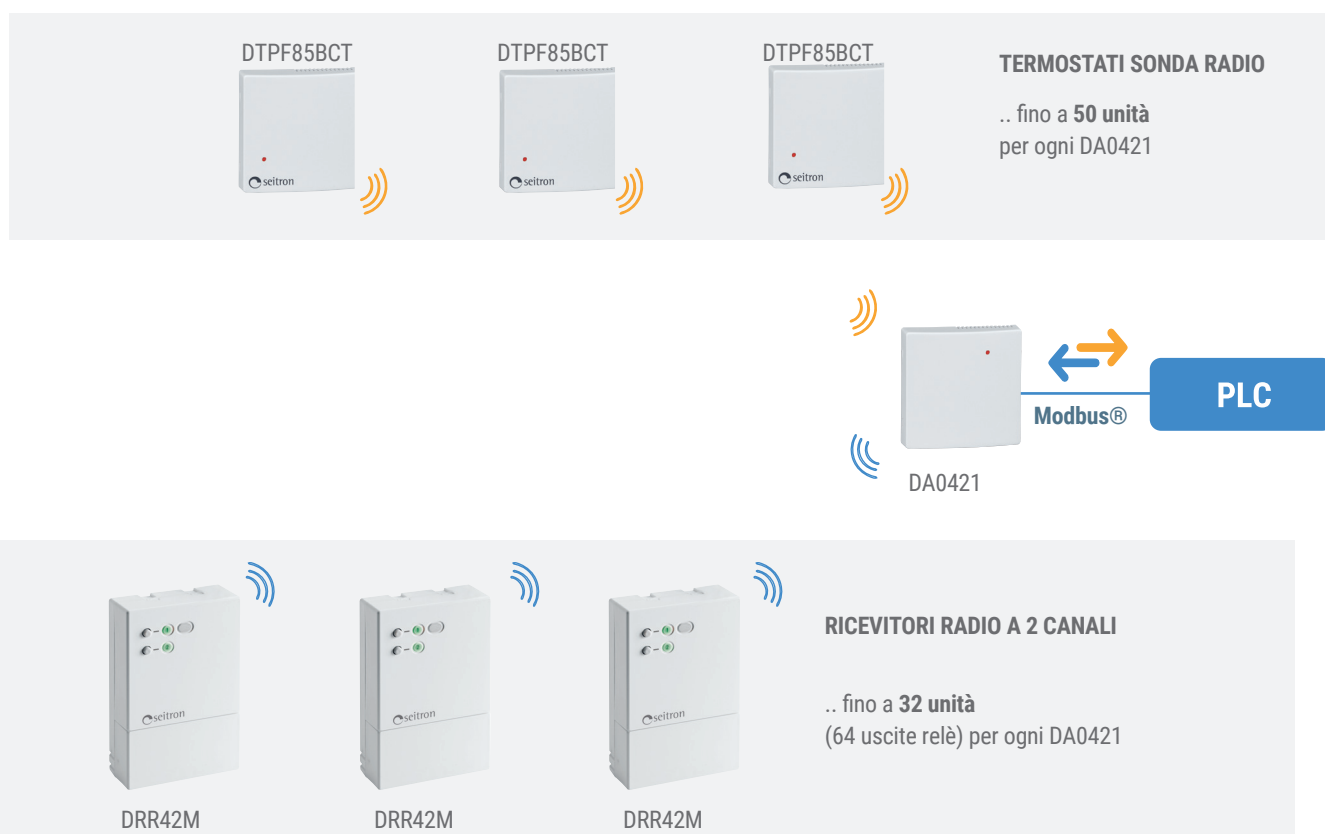 DTPF85BCT
DTPF85BCT
DTPF85BCT
seitron
seitron
seitron
TERMOSTATI SONDA RADIO
.. fino a 50 unità
per ogni DA0421
Modbus®
PLC
DA0421
seitron
seitron
seitron
DRR42M
DRR42M
DRR42M
RICEVITORI RADIO A 2 CANALI
.. fino a 32 unità
(64 uscite relè) per ogni DA0421